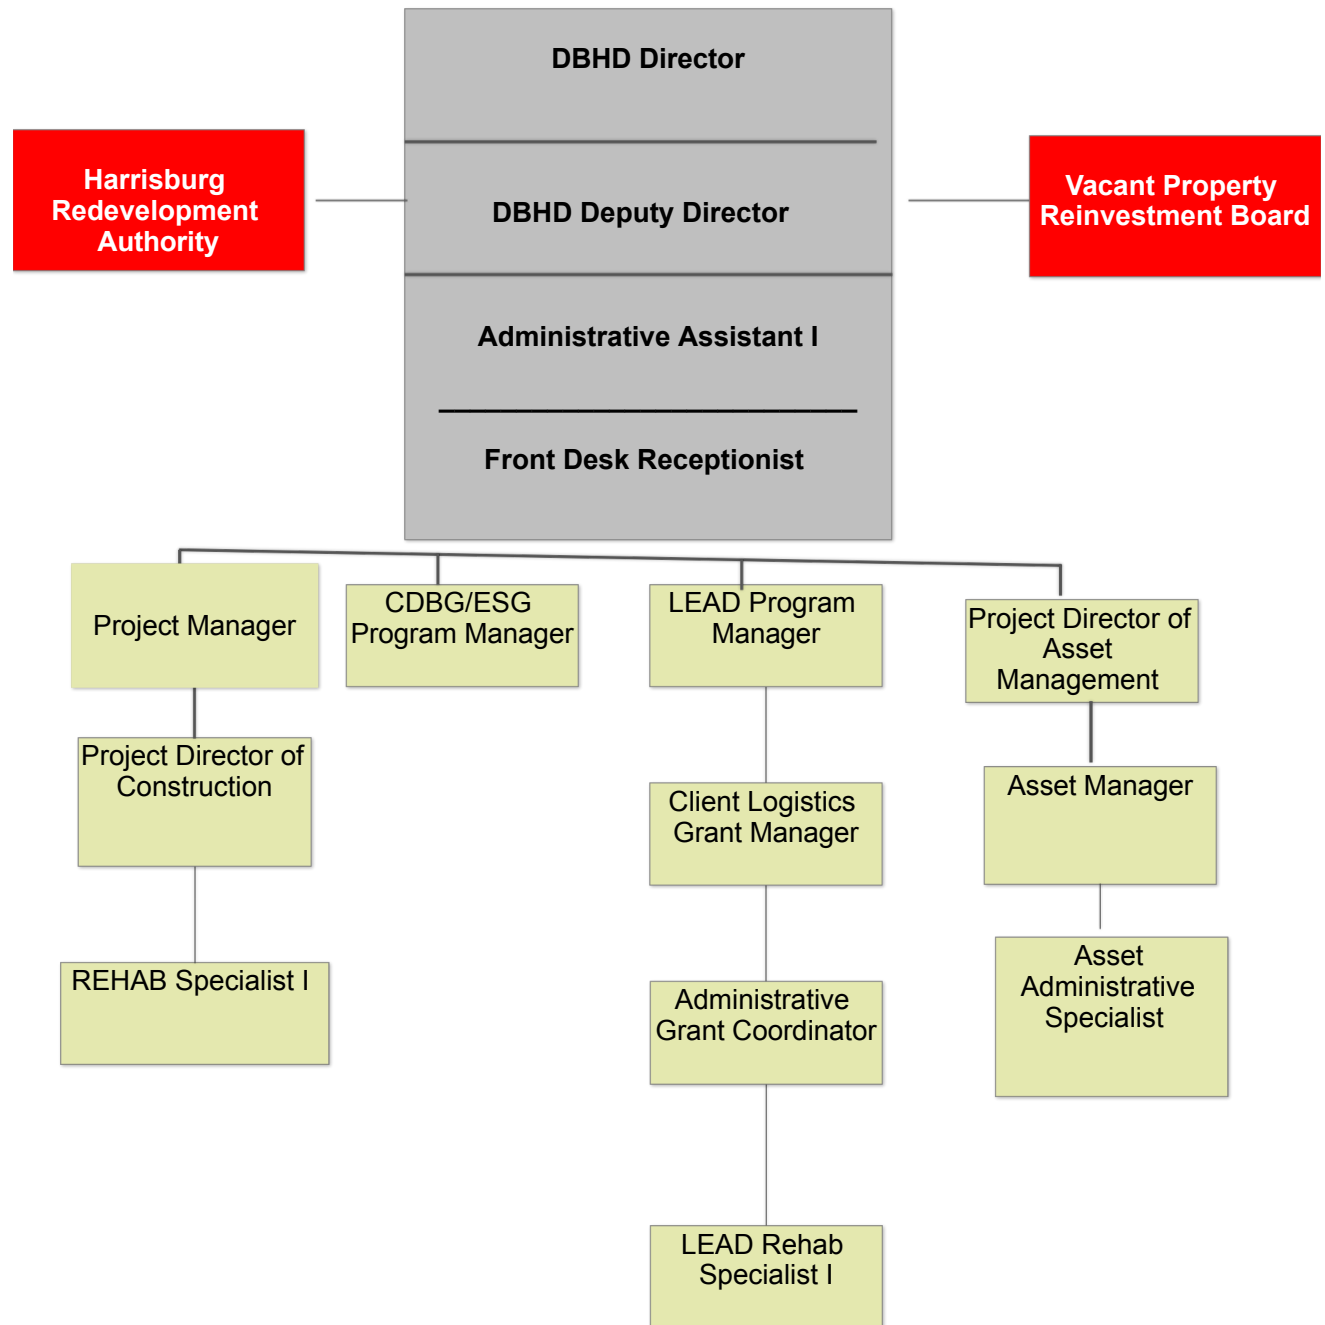 DBHD Director
Harrisburg
Redevelopment
Authority
DBHD Deputy Director
Vacant Property
Reinvestment Board
Administrative Assistant I
Front Desk Receptionist
Project Manager
CDBG/ESG
Program Manager
LEAD Program
Manager
Project Director of
Asset
Management
Project Director of
Construction
Client Logistics
Grant Manager
Asset Manager
REHAB Specialist I
Administrative
Grant Coordinator
Asset
Administrative
Specialist
LEAD Rehab
Specialist I